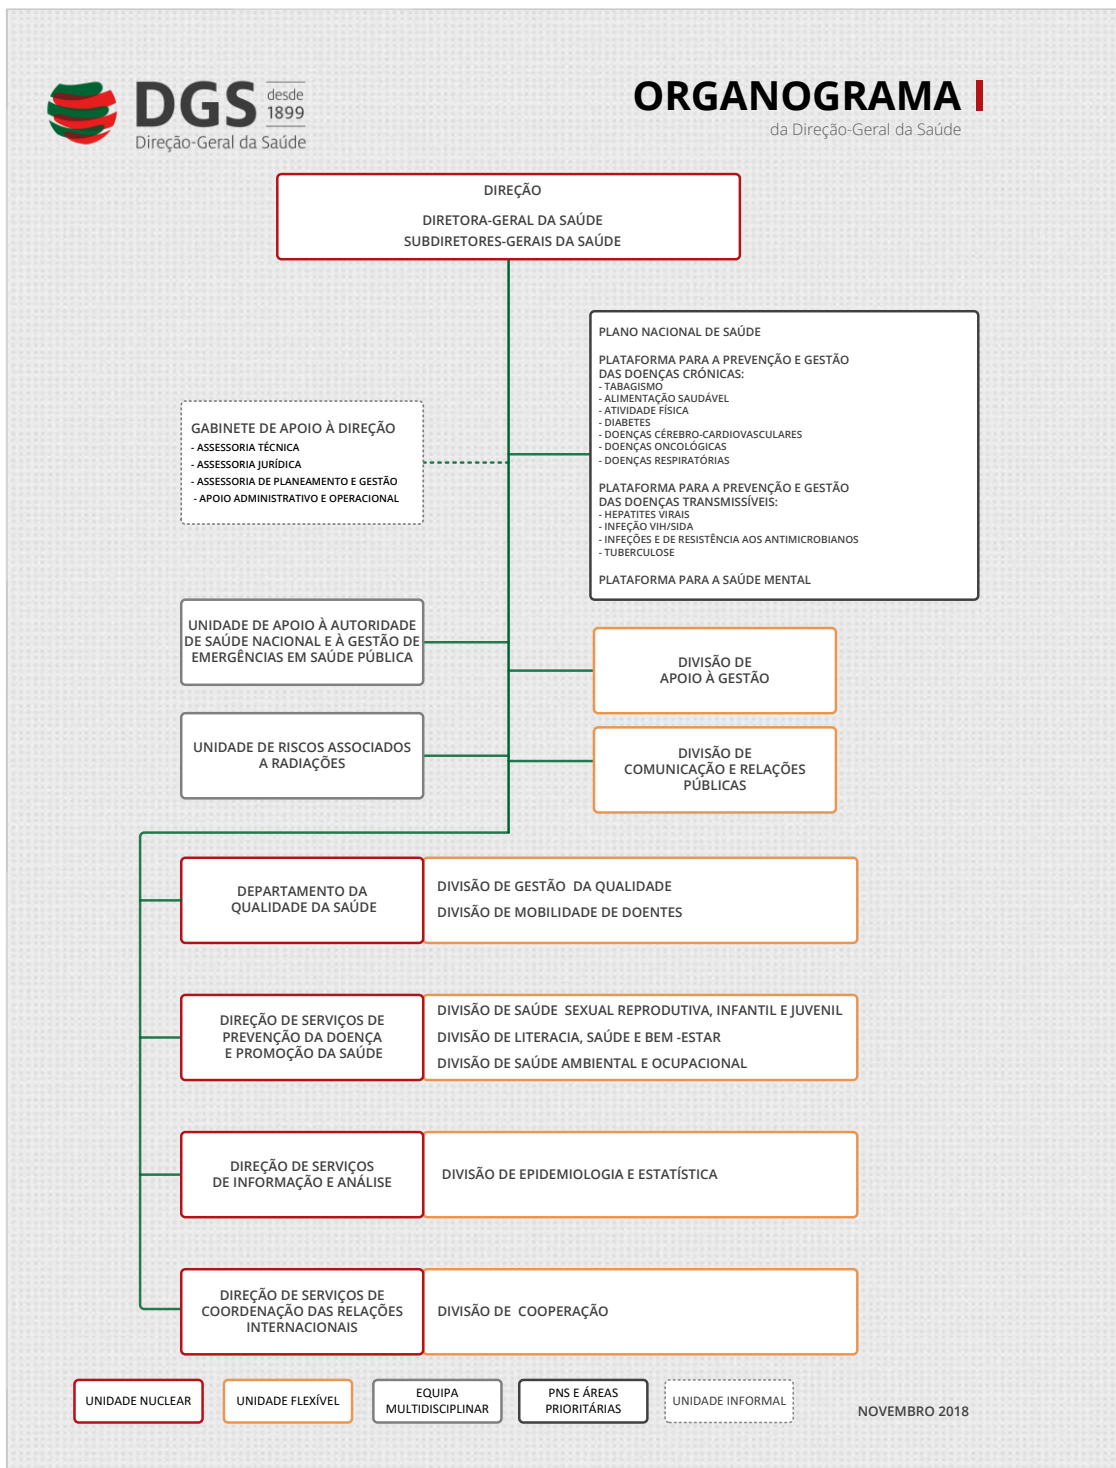 DGS desde 1899
Direção-Geral da Saúde
ORGANOGRAMA
da Direção-Geral da Saúde
DIREÇÃO
DIRETORA-GERAL DA SAÚDE
SUBDIRETORES-GERAIS DA SAÚDE
PLANO NACIONAL DE SAÚDE
PLATAFORMA PARA A PREVENÇÃO E GESTÃO
DAS DOENÇAS CRÓNICAS:
- TABAGISMO
- ALIMENTAÇÃO SAUDÁVEL
- ATIVIDADE FÍSICA
- DIABETES
- DOENÇAS CÉREBRO-CARDIOVASCULARES
- DOENÇAS ONCOLÓGICAS
- DOENÇAS RESPIRATÓRIAS
PLATAFORMA PARA A PREVENÇÃO E GESTÃO
DAS DOENÇAS TRANSMISSÍVEIS:
- HEPATITES VIRAIS
- INFEÇÃO VIH/SIDA
- INFEÇÕES E DE RESISTÊNCIA AOS ANTIMICROBIANOS
- TUBERCULOSE
PLATAFORMA PARA A SAÚDE MENTAL
GABINETE DE APOIO À DIREÇÃO
- ASSESSORIA TÉCNICA
- ASSESSORIA JURÍDICA
- ASSESSORIA DE PLANEAMENTO E GESTÃO
- APOIO ADMINISTRATIVO E OPERACIONAL
UNIDADE DE APOIO À AUTORIDADE
DE SAÚDE NACIONAL E À GESTÃO DE
EMERGÊNCIAS EM SAÚDE PÚBLICA
DIVISÃO DE
APOIO À GESTÃO
UNIDADE DE RISCOS ASSOCIADOS
A RADIAÇÕES
DIVISÃO DE
COMUNICAÇÃO E RELAÇÕES
PÚBLICAS
DEPARTAMENTO DA
QUALIDADE DA SAÚDE
DIVISÃO DE GESTÃO DA QUALIDADE
DIVISÃO DE MOBILIDADE DE DOENTES
DIREÇÃO DE SERVIÇOS DE
PREVENÇÃO DA DOENÇA
E PROMOÇÃO DA SAÚDE
DIVISÃO DE SAÚDE SEXUAL REPRODUTIVA, INFANTIL E JUVENIL
DIVISÃO DE LITERACIA, SAÚDE E BEM -ESTAR
DIVISÃO DE SAÚDE AMBIENTAL E OCUPACIONAL
DIREÇÃO DE SERVIÇOS
DE INFORMAÇÃO E ANÁLISE
DIVISÃO DE EPIDEMIOLOGIA E ESTATÍSTICA
DIREÇÃO DE SERVIÇOS DE
COORDENAÇÃO DAS RELAÇÕES
INTERNACIONAIS
DIVISÃO DE COOPERAÇÃO
UNIDADE NUCLEAR
UNIDADE FLEXÍVEL
EQUIPA
MULTIDISCIPLINAR
PNS E ÁREAS
PRIORITÁRIAS
UNIDADE INFORMAL
NOVEMBRO 2018